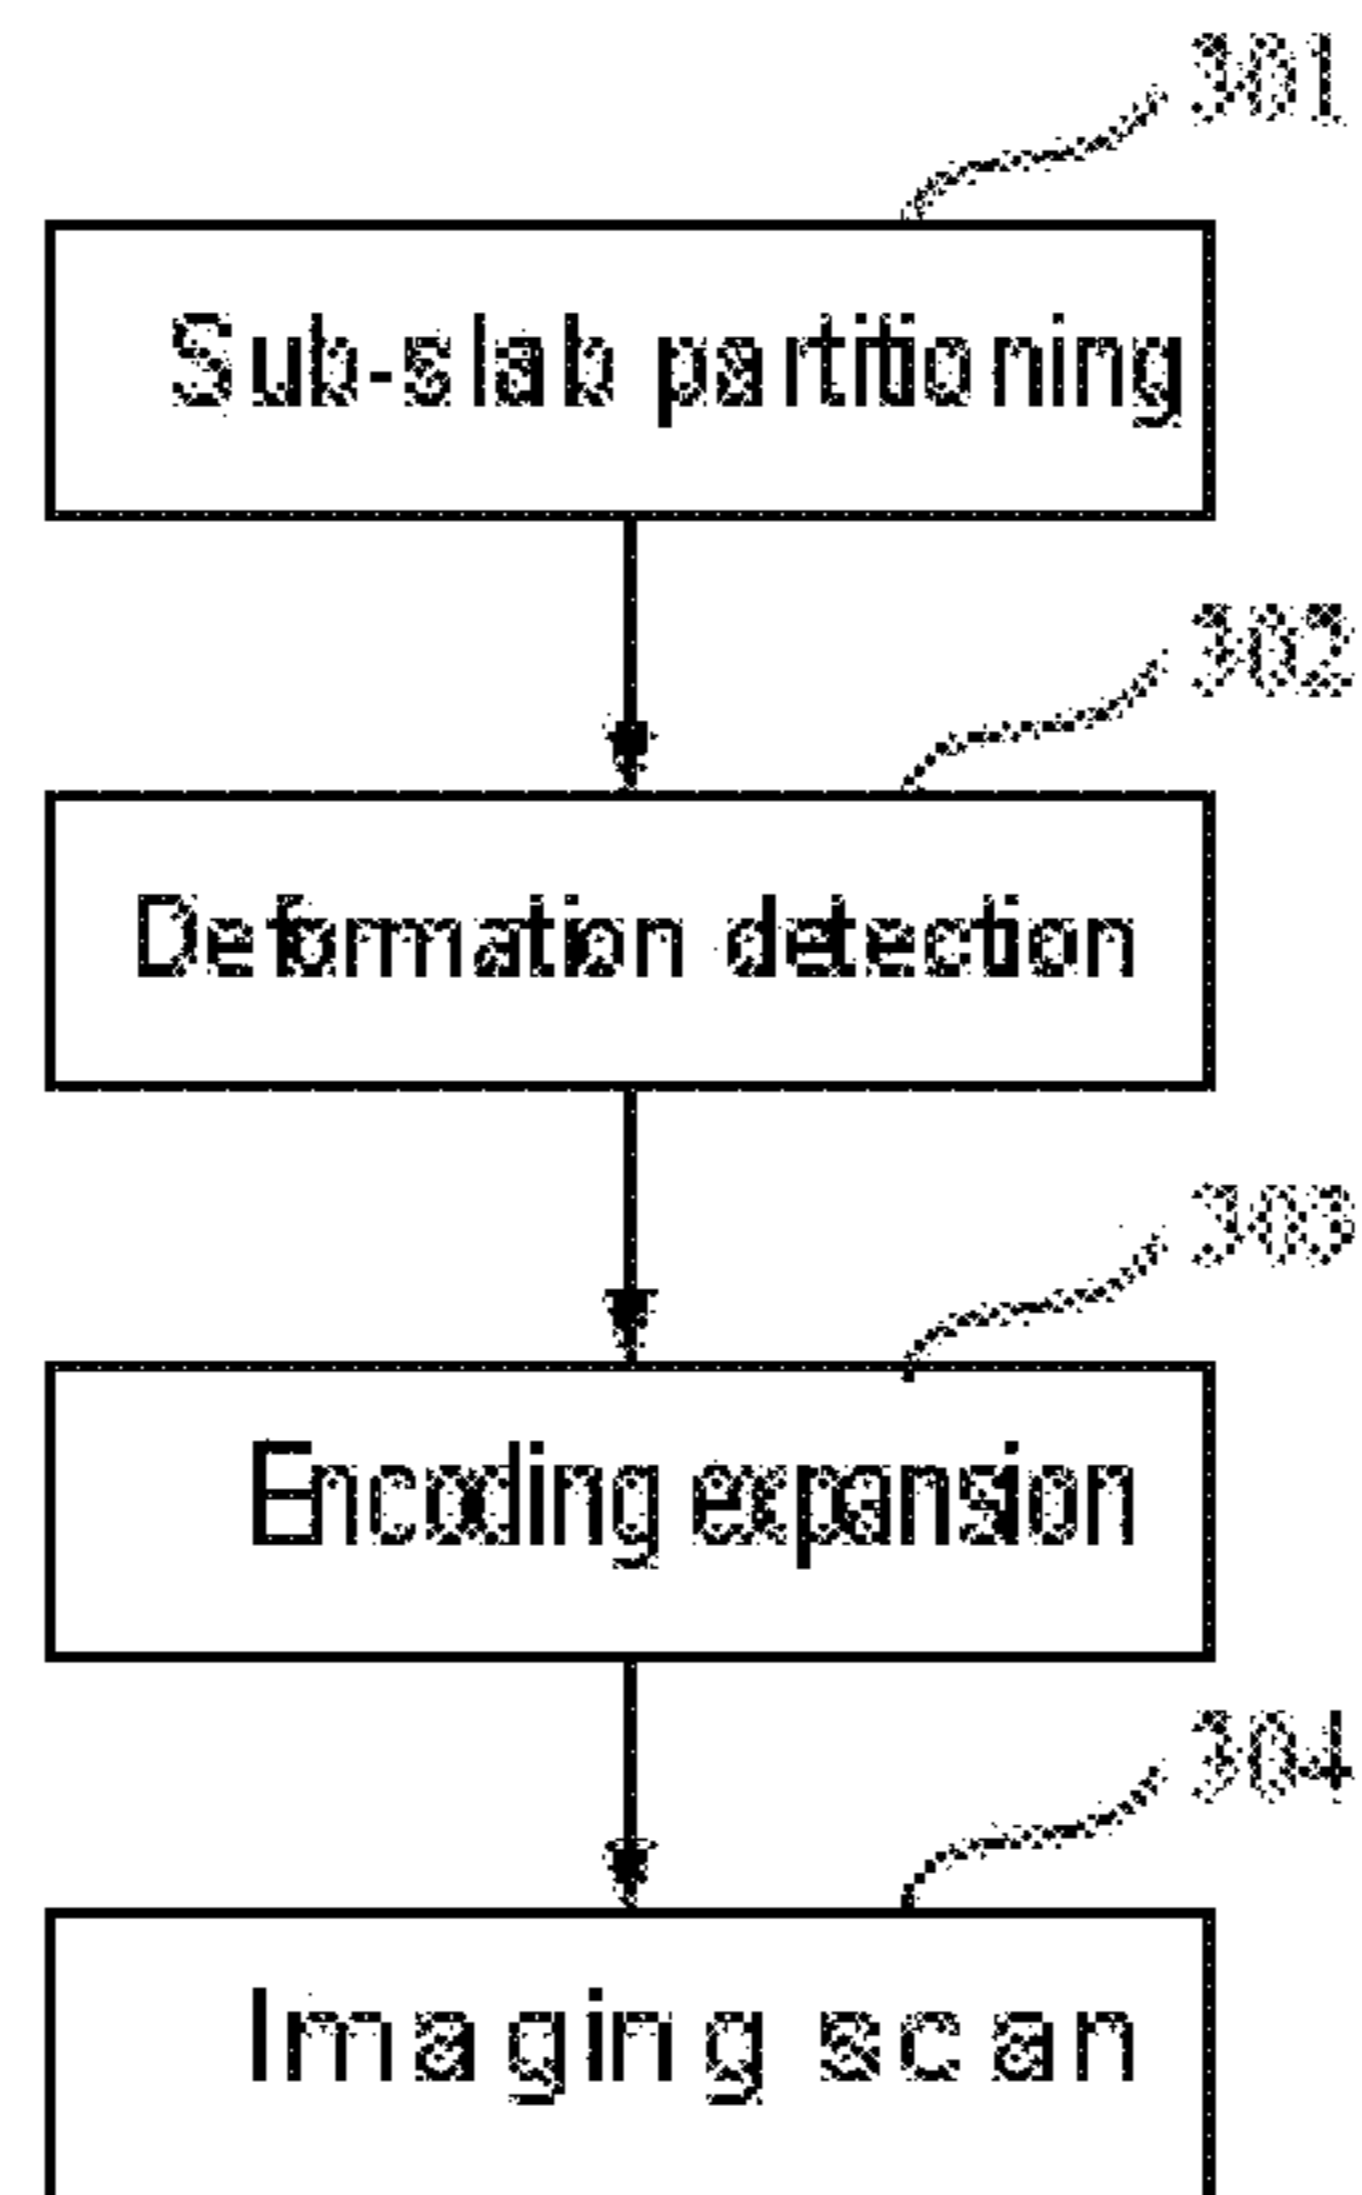 301
Sub-slab partitioning
302
Deformation detection
303
Encoding expansion
304
Imaging scan